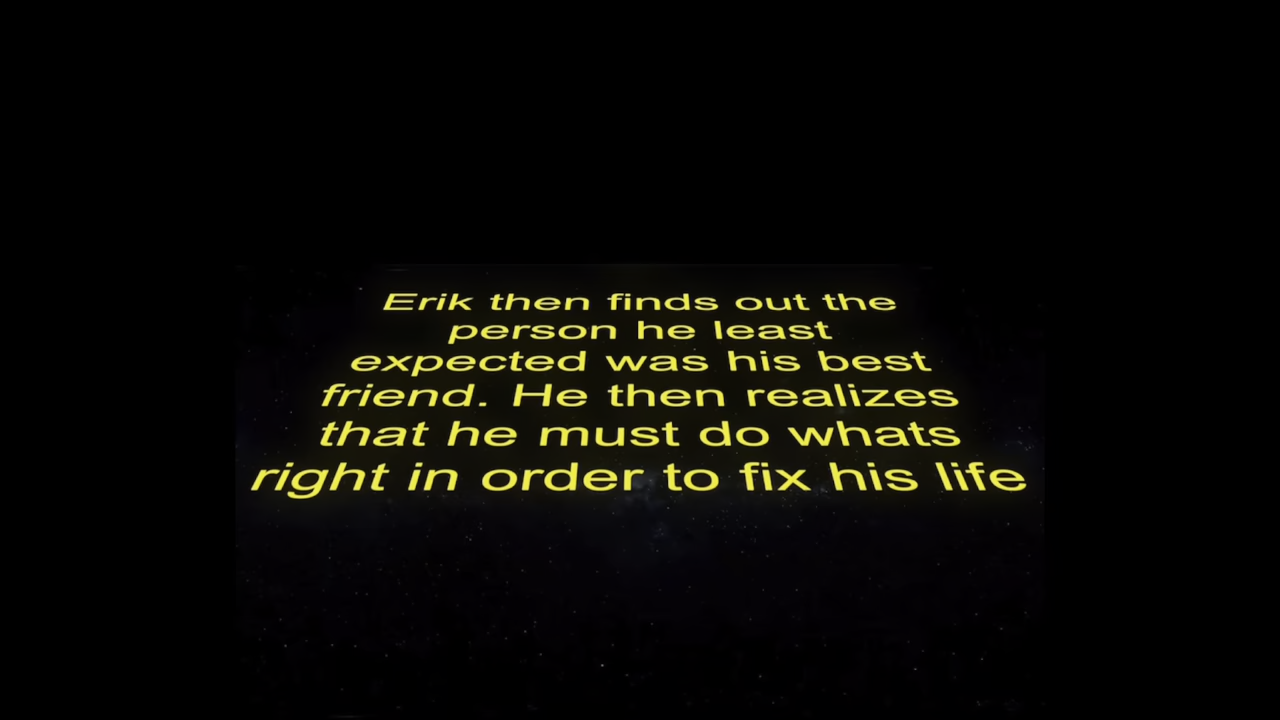 Erik then finds out the
person he least
expected was his best
friend. He then realizes
that he must do whats
right in order to fix his life